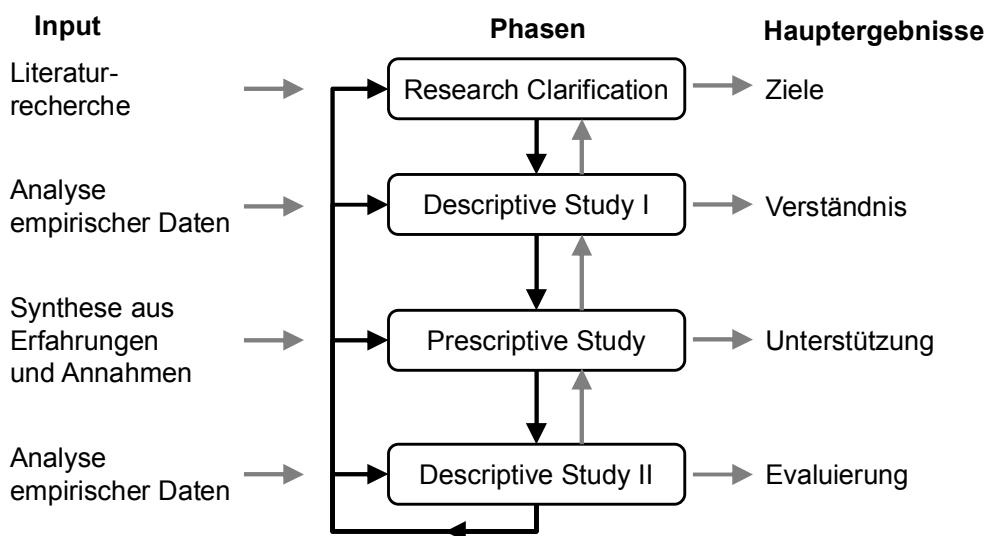 Input
Phasen
Hauptergebnisse
Literatur-
recherche
Research Clarification
Ziele
Analyse
empirischer Daten
Descriptive Study I
Verständnis
Synthese aus
Erfahrungen
und Annahmen
Prescriptive Study
Unterstützung
Analyse
empirischer Daten
Descriptive Study II
Evaluierung